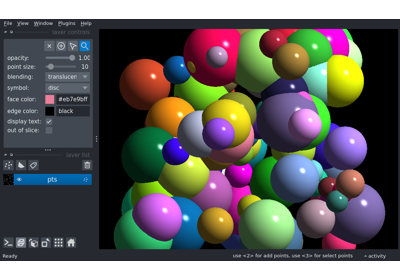 File View Window Plugins Help
layer controls
opacity: 1.00
point size: 10
blending: translucen
symbol: disc
face color: #eb7e9bff
edge color: black
display text:
out of slice:
layer list
pts
Ready use <2> for add points, use <3> for select points activity